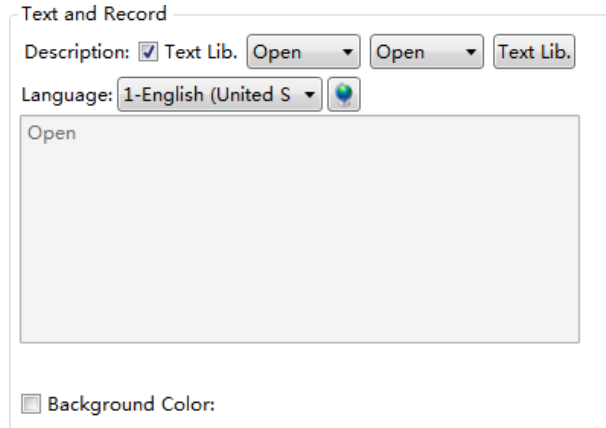 Text and Record
Description: Text Lib. Open Open Text Lib.
Language: 1-English (United S
Open
Background Color: